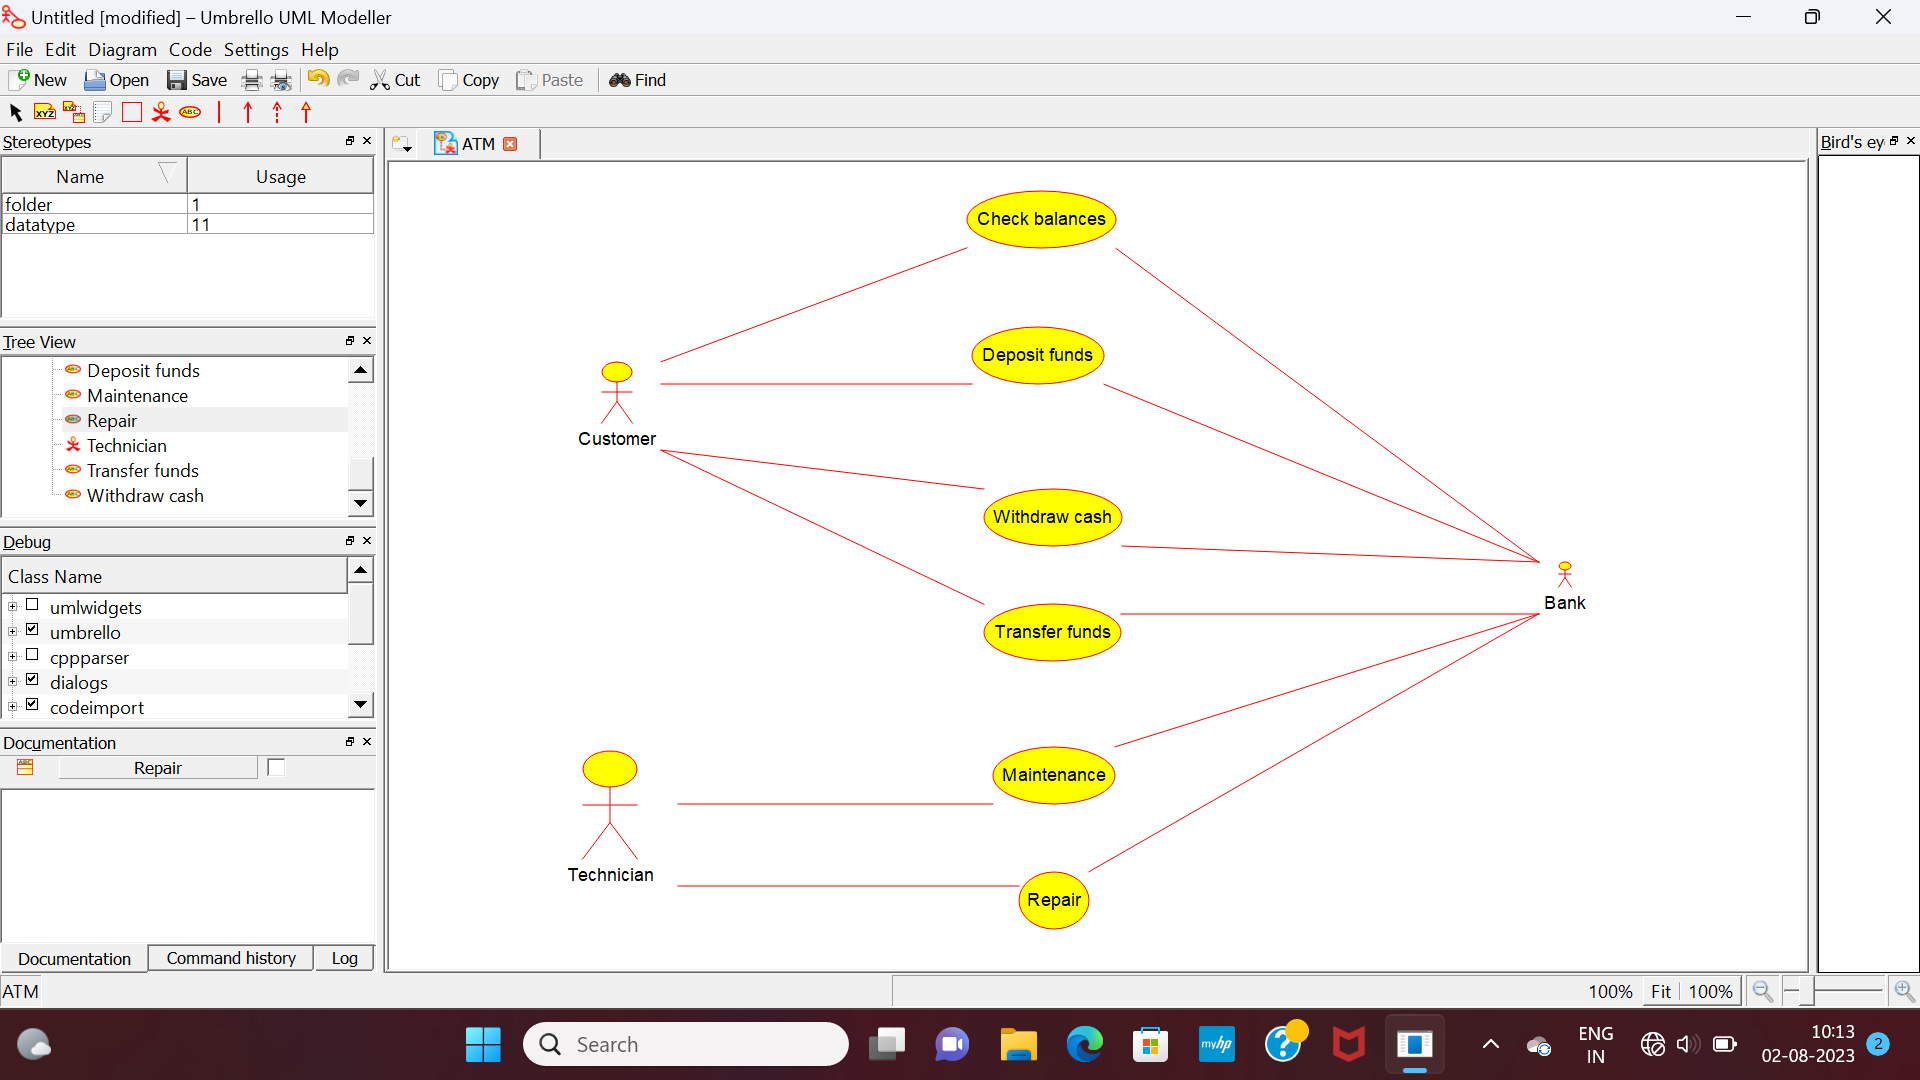 Untitled [modified] – Umbrello UML Modeller
File Edit Diagram Code Settings Help
New Open Save Cut Copy Paste Find
XYZ XYZ ABC
Stereotypes
Name Usage
folder 1
datatype 11
Tree View
Deposit funds
Maintenance
Repair
Technician
Transfer funds
Withdraw cash
Debug
Class Name
umlwidgets
umbrello
cppparser
dialogs
codeimport
Documentation
Repair
Documentation Command history Log
ATM
ATM
Check balances
Deposit funds
Customer
Withdraw cash
Bank
Transfer funds
Maintenance
Technician
Repair
Bird's ey
100% Fit 100%
Search
myhp
ENG
IN
10:13
02-08-2023
2